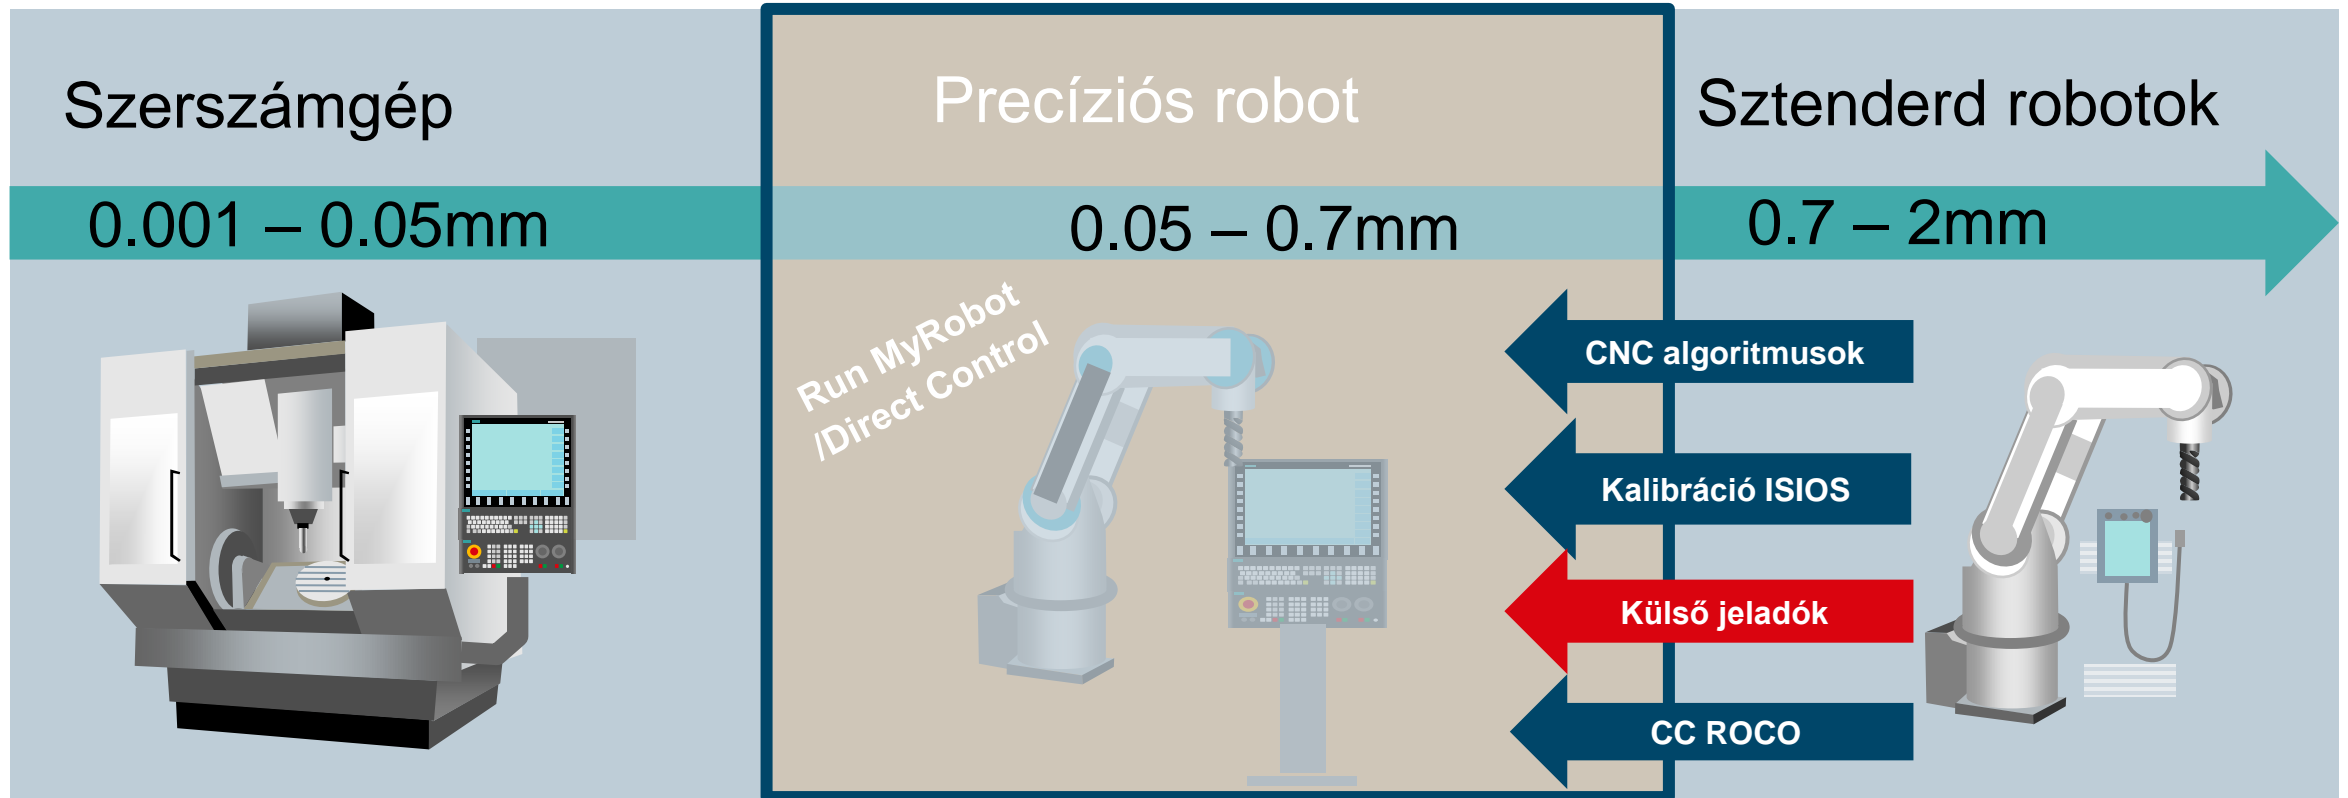 Szerszámgép
Precíziós robot
Sztenderd robotok
0.001 – 0.05mm
0.05 – 0.7mm
0.7 – 2mm
Run MyRobot
/Direct Control
CNC algoritmusok
Kalibráció ISIOS
Külső jeladók
CC ROCO